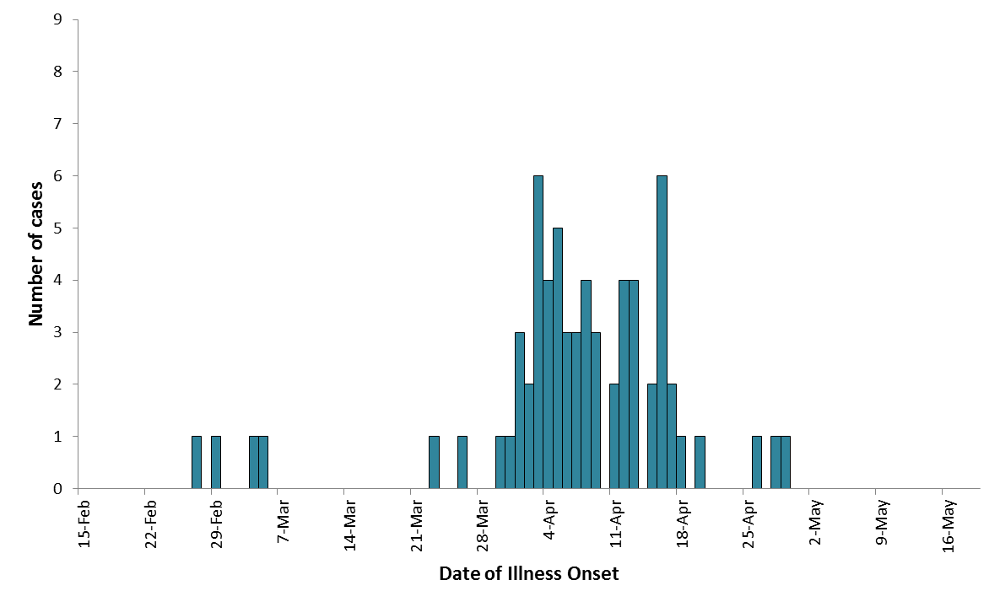 9
8
7
6
5
4
3
2
1
0
Number of cases
15-Feb
22-Feb
29-Feb
7-Mar
14-Mar
21-Mar
28-Mar
4-Apr
11-Apr
18-Apr
25-Apr
2-May
9-May
16-May
Date of Illness Onset